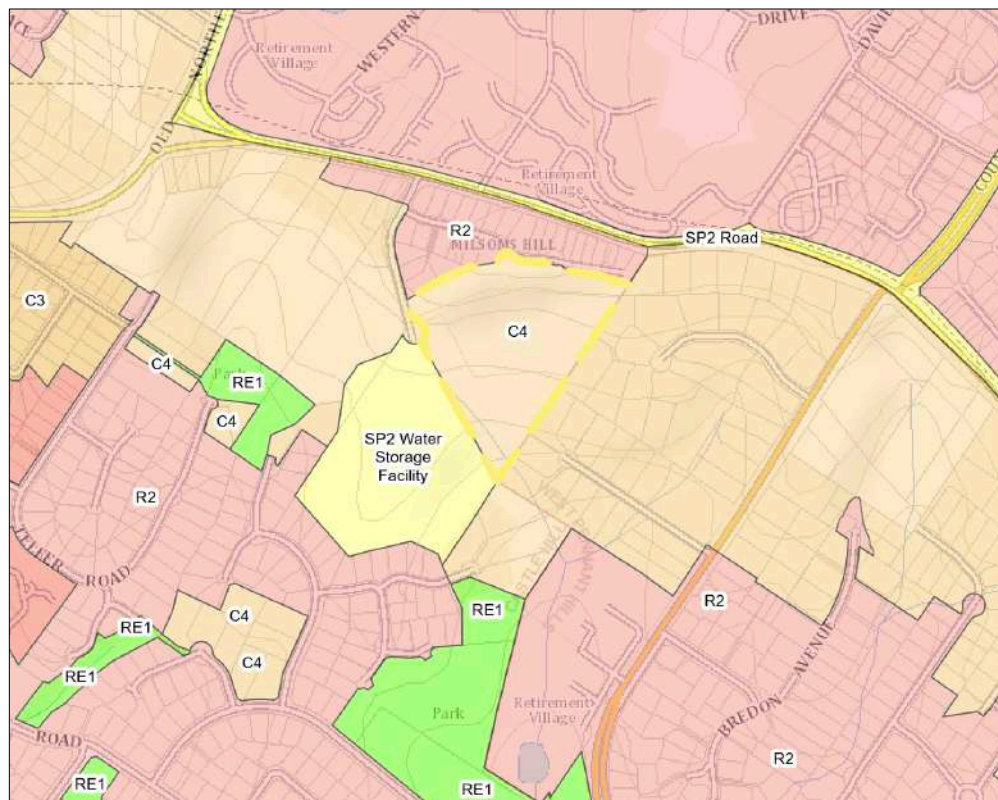 Retirement
Village
WESTERN
DRIVE
DAVID
OLD
NORTHE
Retirement
Village
R2
MILSOMS HILL
SP2 Road
C3
C4
C4
Park
RE1
C4
SP2 Water
Storage
Facility
R2
TELFER
ROAD
C4
C4
RE1
RE1
RE1
R2
Park
Retirement
Village
BREDON
AVENUE
R2
ROAD
RE1
RE1